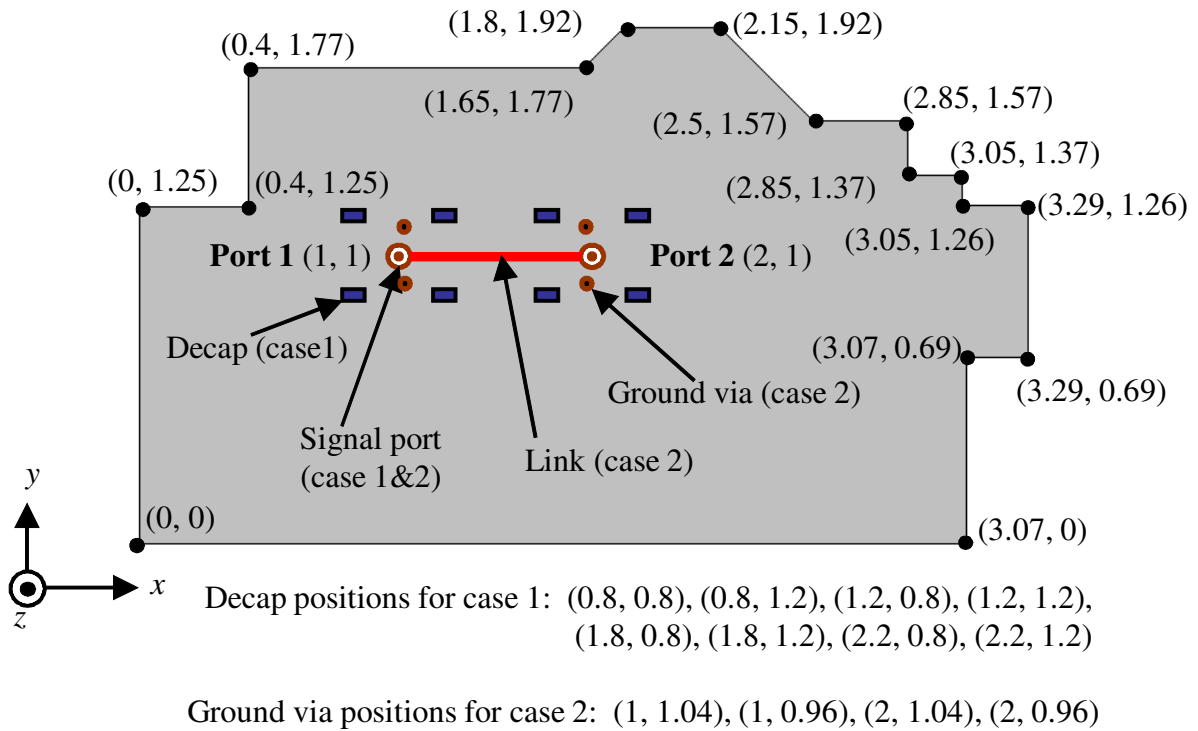 (1.8, 1.92)
(2.15, 1.92)
(0.4, 1.77)
(1.65, 1.77)
(2.5, 1.57)
(2.85, 1.57)
(3.05, 1.37)
(2.85, 1.37)
(0, 1.25)
(0.4, 1.25)
(3.29, 1.26)
(3.05, 1.26)
Port 1 (1, 1)
Port 2 (2, 1)
Decap (case1)
(3.07, 0.69)
(3.29, 0.69)
Ground via (case 2)
Signal port
(case 1&2)
Link (case 2)
y
x
z
(0, 0)
(3.07, 0)
Decap positions for case 1: (0.8, 0.8), (0.8, 1.2), (1.2, 0.8), (1.2, 1.2),
(1.8, 0.8), (1.8, 1.2), (2.2, 0.8), (2.2, 1.2)
Ground via positions for case 2: (1, 1.04), (1, 0.96), (2, 1.04), (2, 0.96)